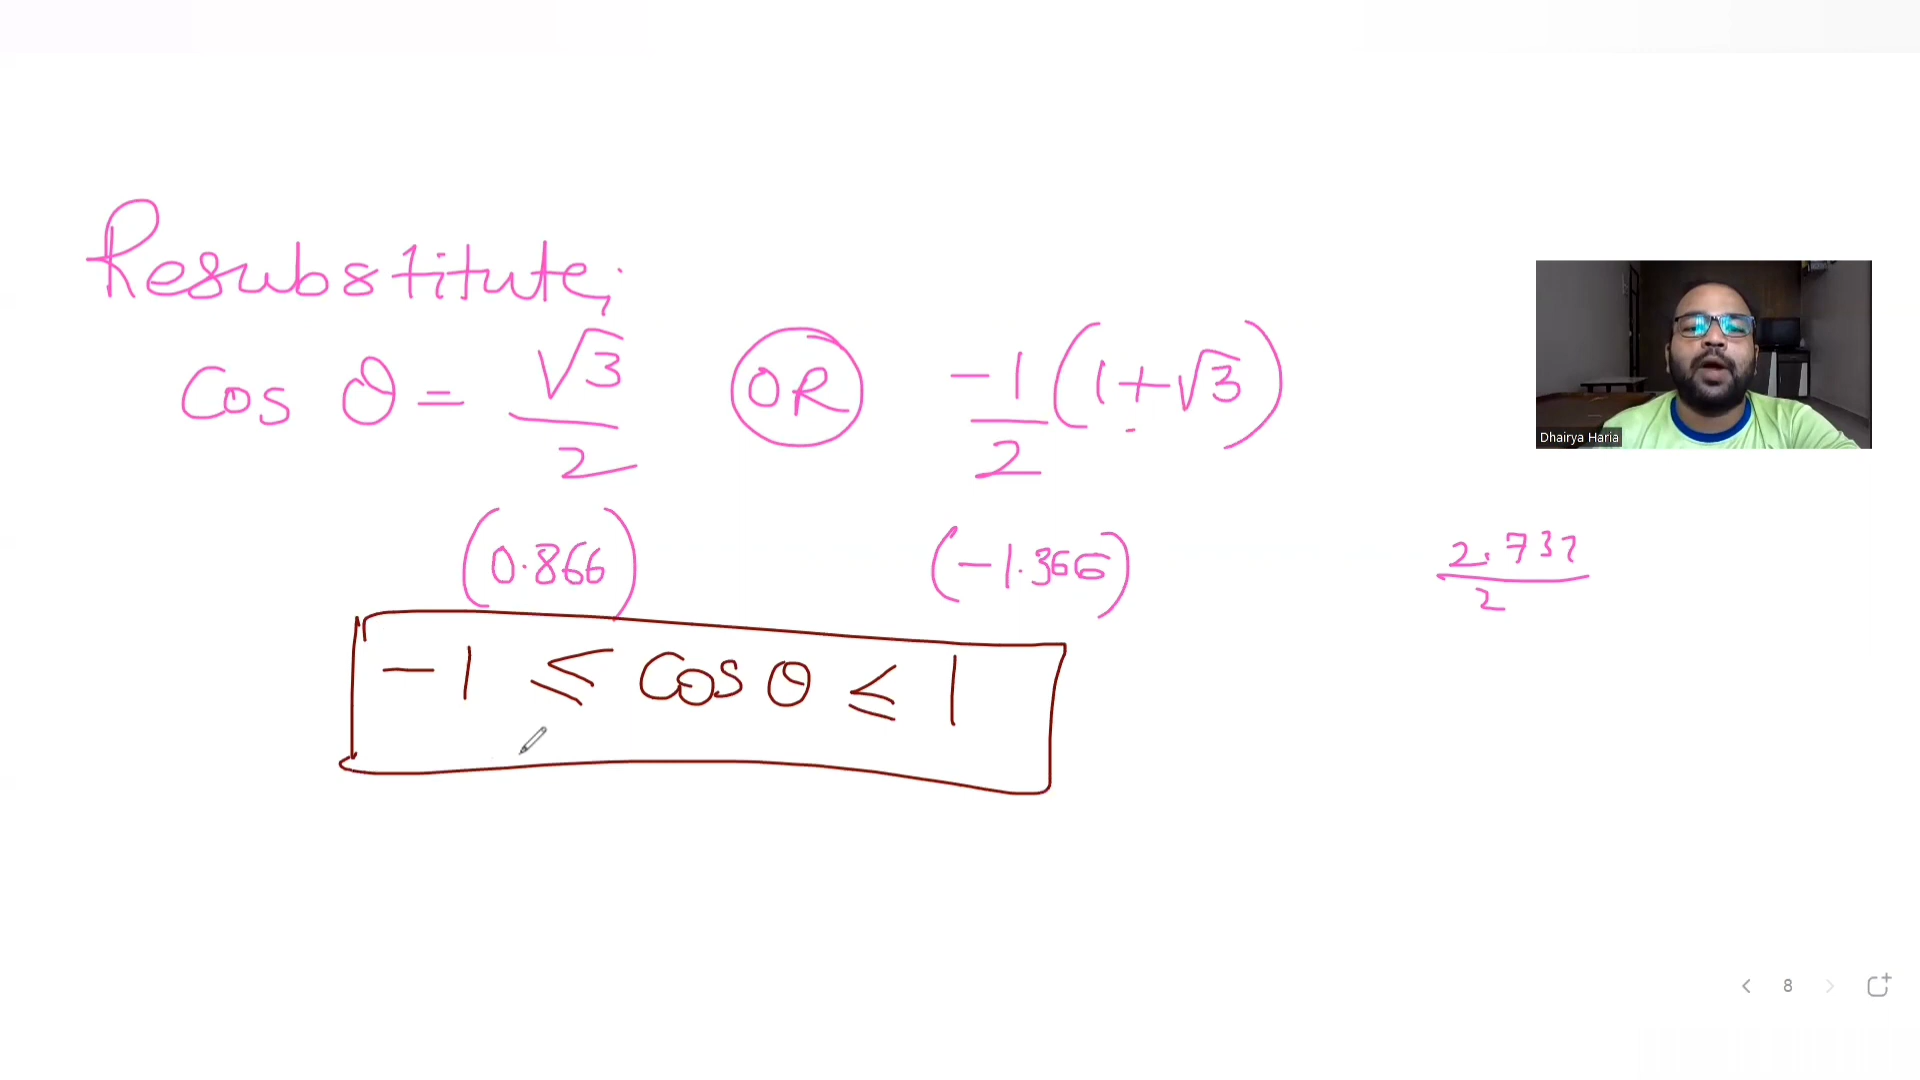 Resubstitute;
cos θ = √3/2 OR -1/2 (1+√3)
(0.866) (-1.366)
2.732/2
-1 ≤ cos θ ≤ 1
Dhairya Haria
8